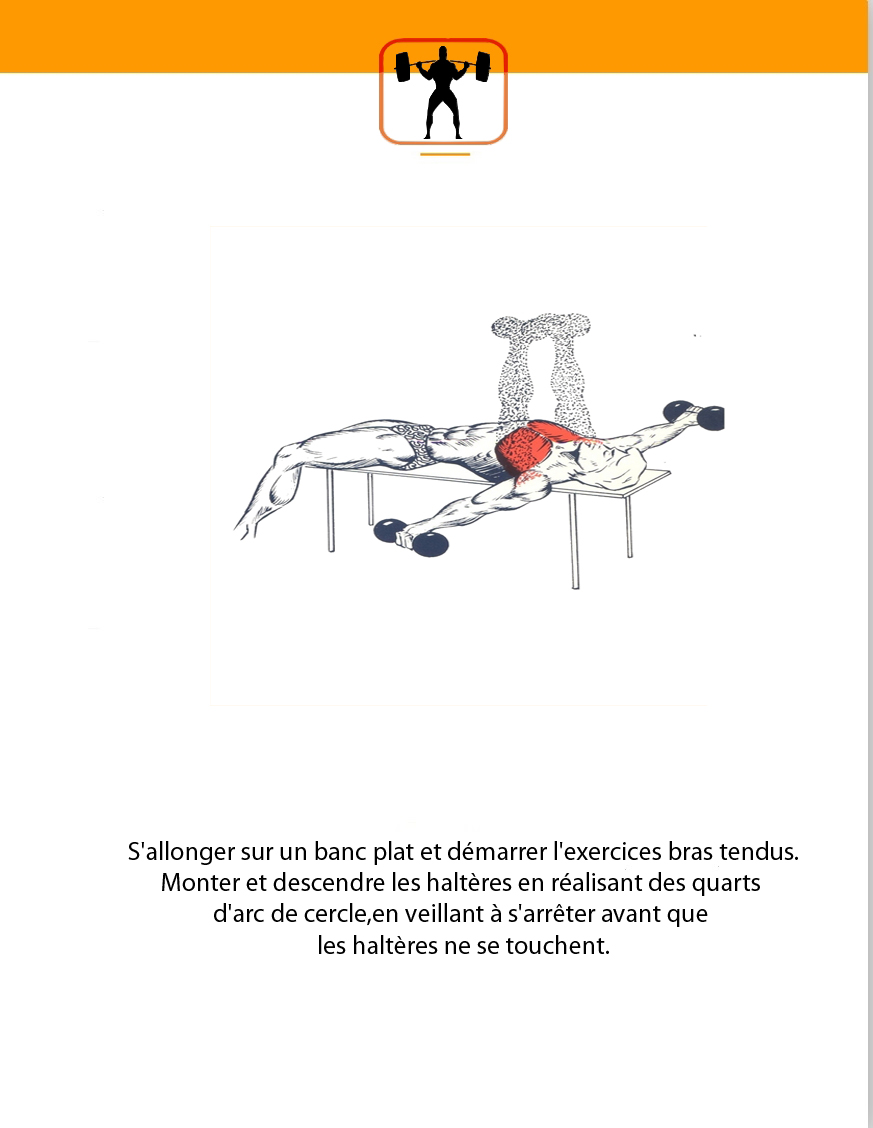 S'allonger sur un banc plat et démarrer l'exercices bras tendus.
Monter et descendre les haltères en réalisant des quarts
d'arc de cercle,en veillant à s'arrêter avant que
les haltères ne se touchent.